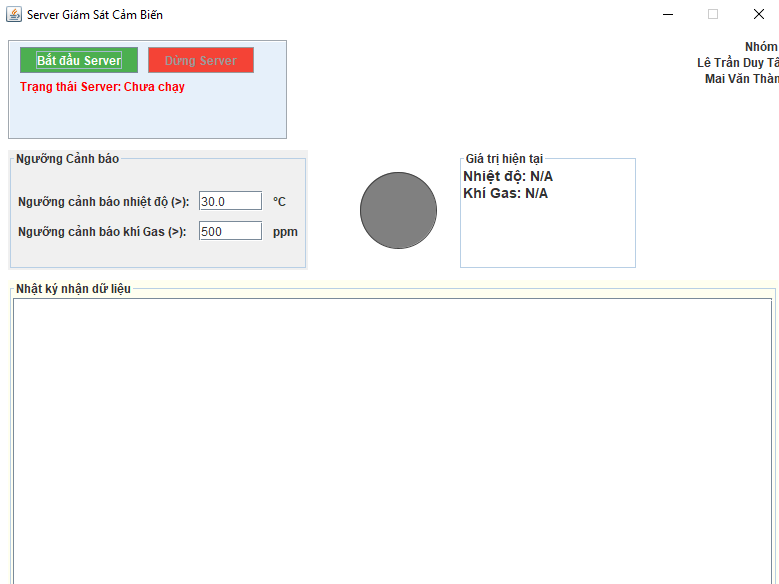 Server Giám Sát Cảm Biến
Bắt đầu Server
Dừng Server
Trạng thái Server: Chưa chạy
Nhóm
Lê Trần Duy
Mai Văn
Ngưỡng Cảnh báo
Ngưỡng cảnh báo nhiệt độ (>): 30.0 °C
Ngưỡng cảnh báo khí Gas (>): 500 ppm
Giá trị hiện tại
Nhiệt độ: N/A
Khí Gas: N/A
Nhật ký nhận dữ liệu